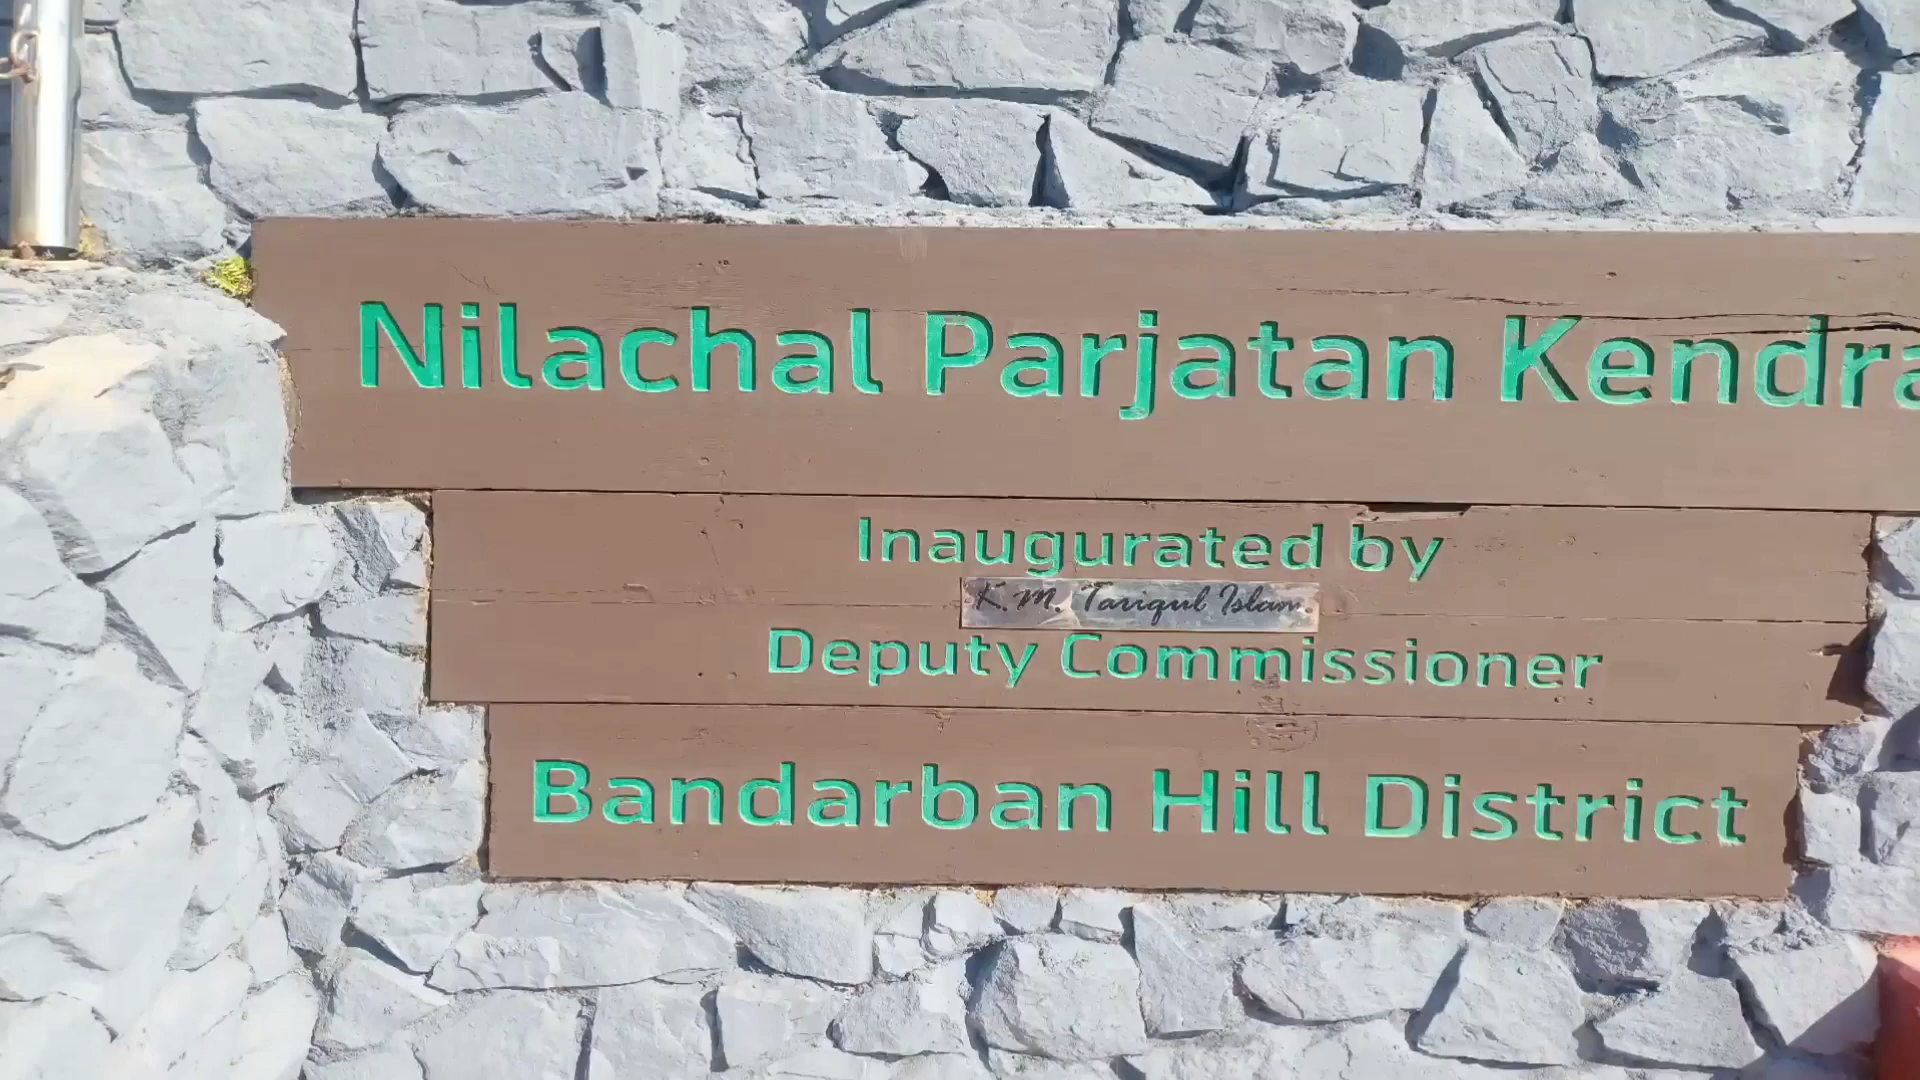 Nilachal Parjatan Kendra
Inaugurated by
K. M. Tariqul Islam.
Deputy Commissioner
Bandarban Hill District